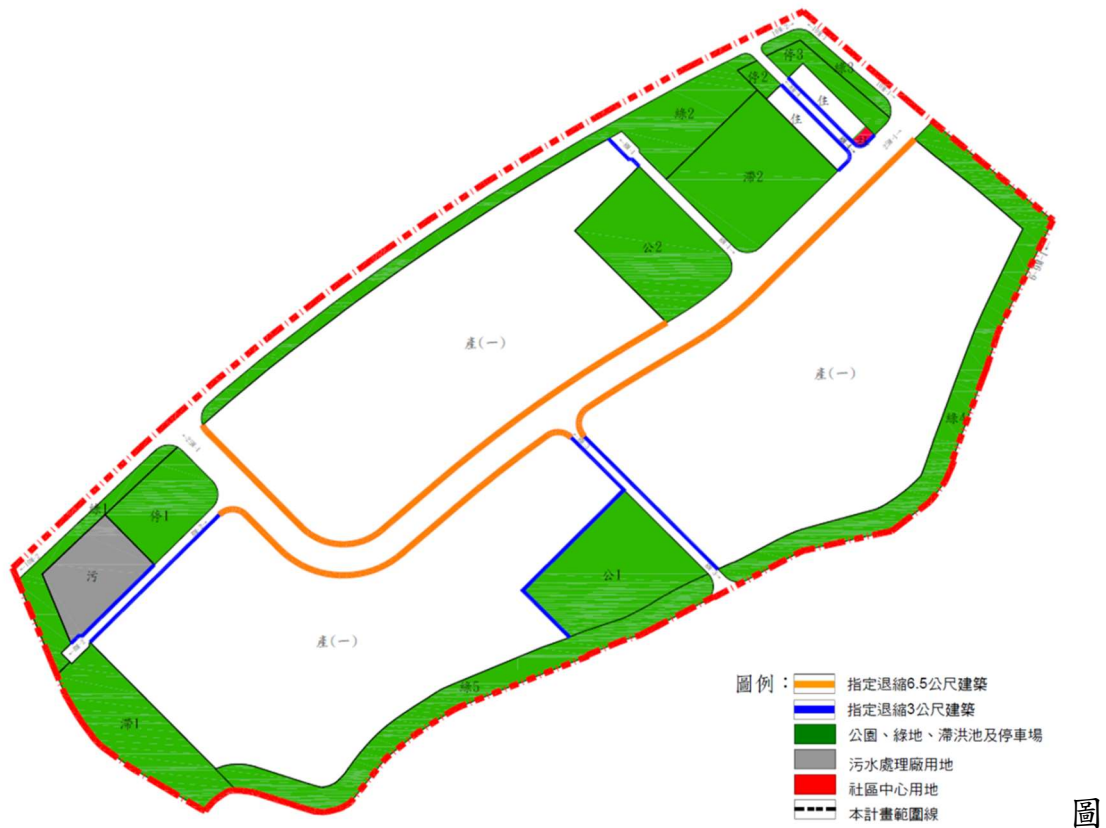 停3
綠3
停2
住
住
綠2
滯2
公2
產(一)
產(一)
綠4
綠1
停1
污
公1
產(一)
綠5
滯1
圖例：
指定退縮6.5公尺建築
指定退縮3公尺建築
公園、綠地、滯洪池及停車場
污水處理廠用地
社區中心用地
本計畫範圍線
圖